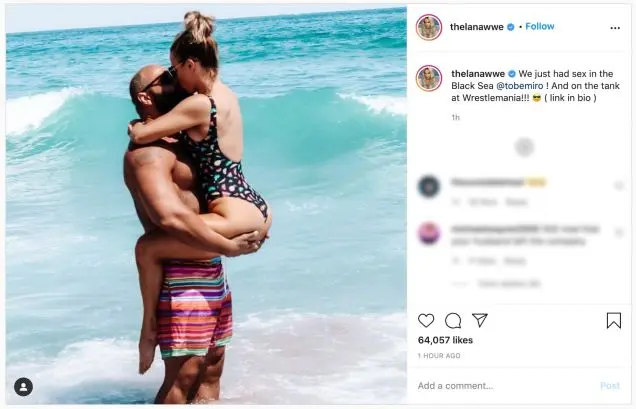 thelanawwe • Follow
thelanawwe We just had sex in the
Black Sea @tobemiro ! And on the tank
at Wrestlemania!!! 😎 ( link in bio )
1h
64,057 likes
1 HOUR AGO
Add a comment...
Post